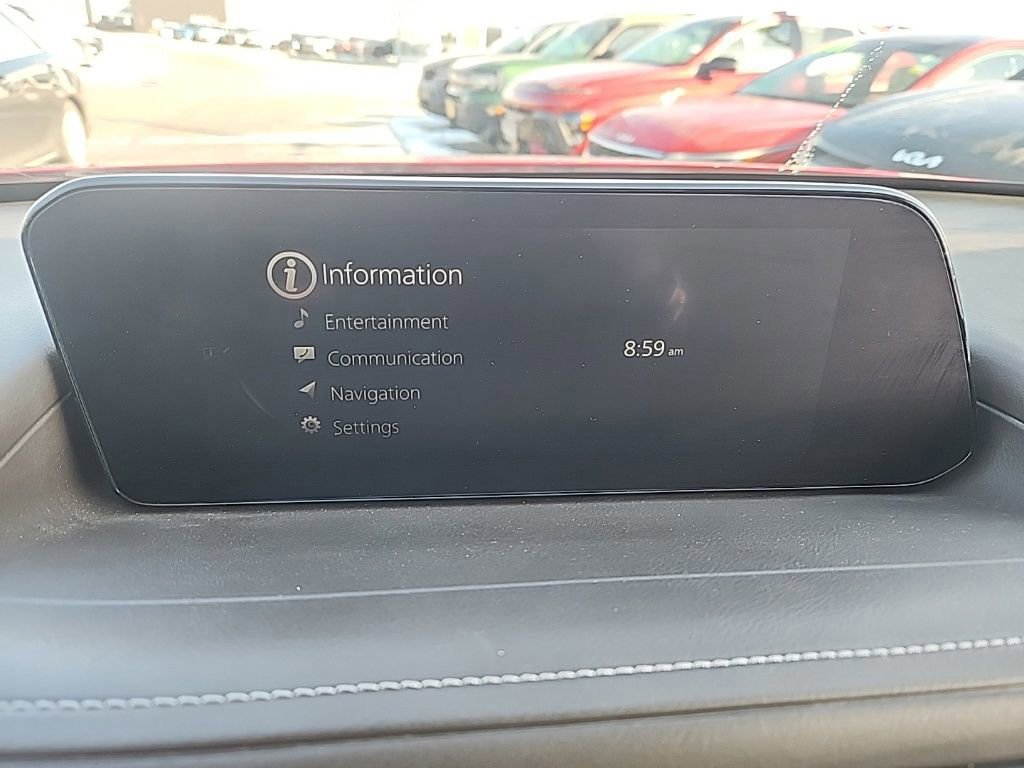 KIA
Information
Entertainment
Communication
8:59 am
Navigation
Settings